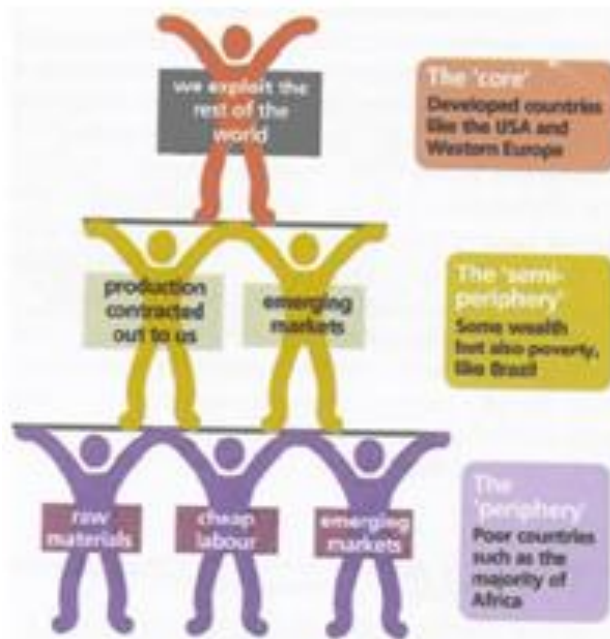 we exploit the
rest of the
world
The 'core'
Developed countries
like the USA and
Western Europe
production
contracted
out to us
emerging
markets
The 'semi-
periphery'
Some wealth
but also poverty,
like Brazil
raw
materials
cheap
labour
emerging
markets
The
'periphery'
Poor countries
such as the
majority of
Africa